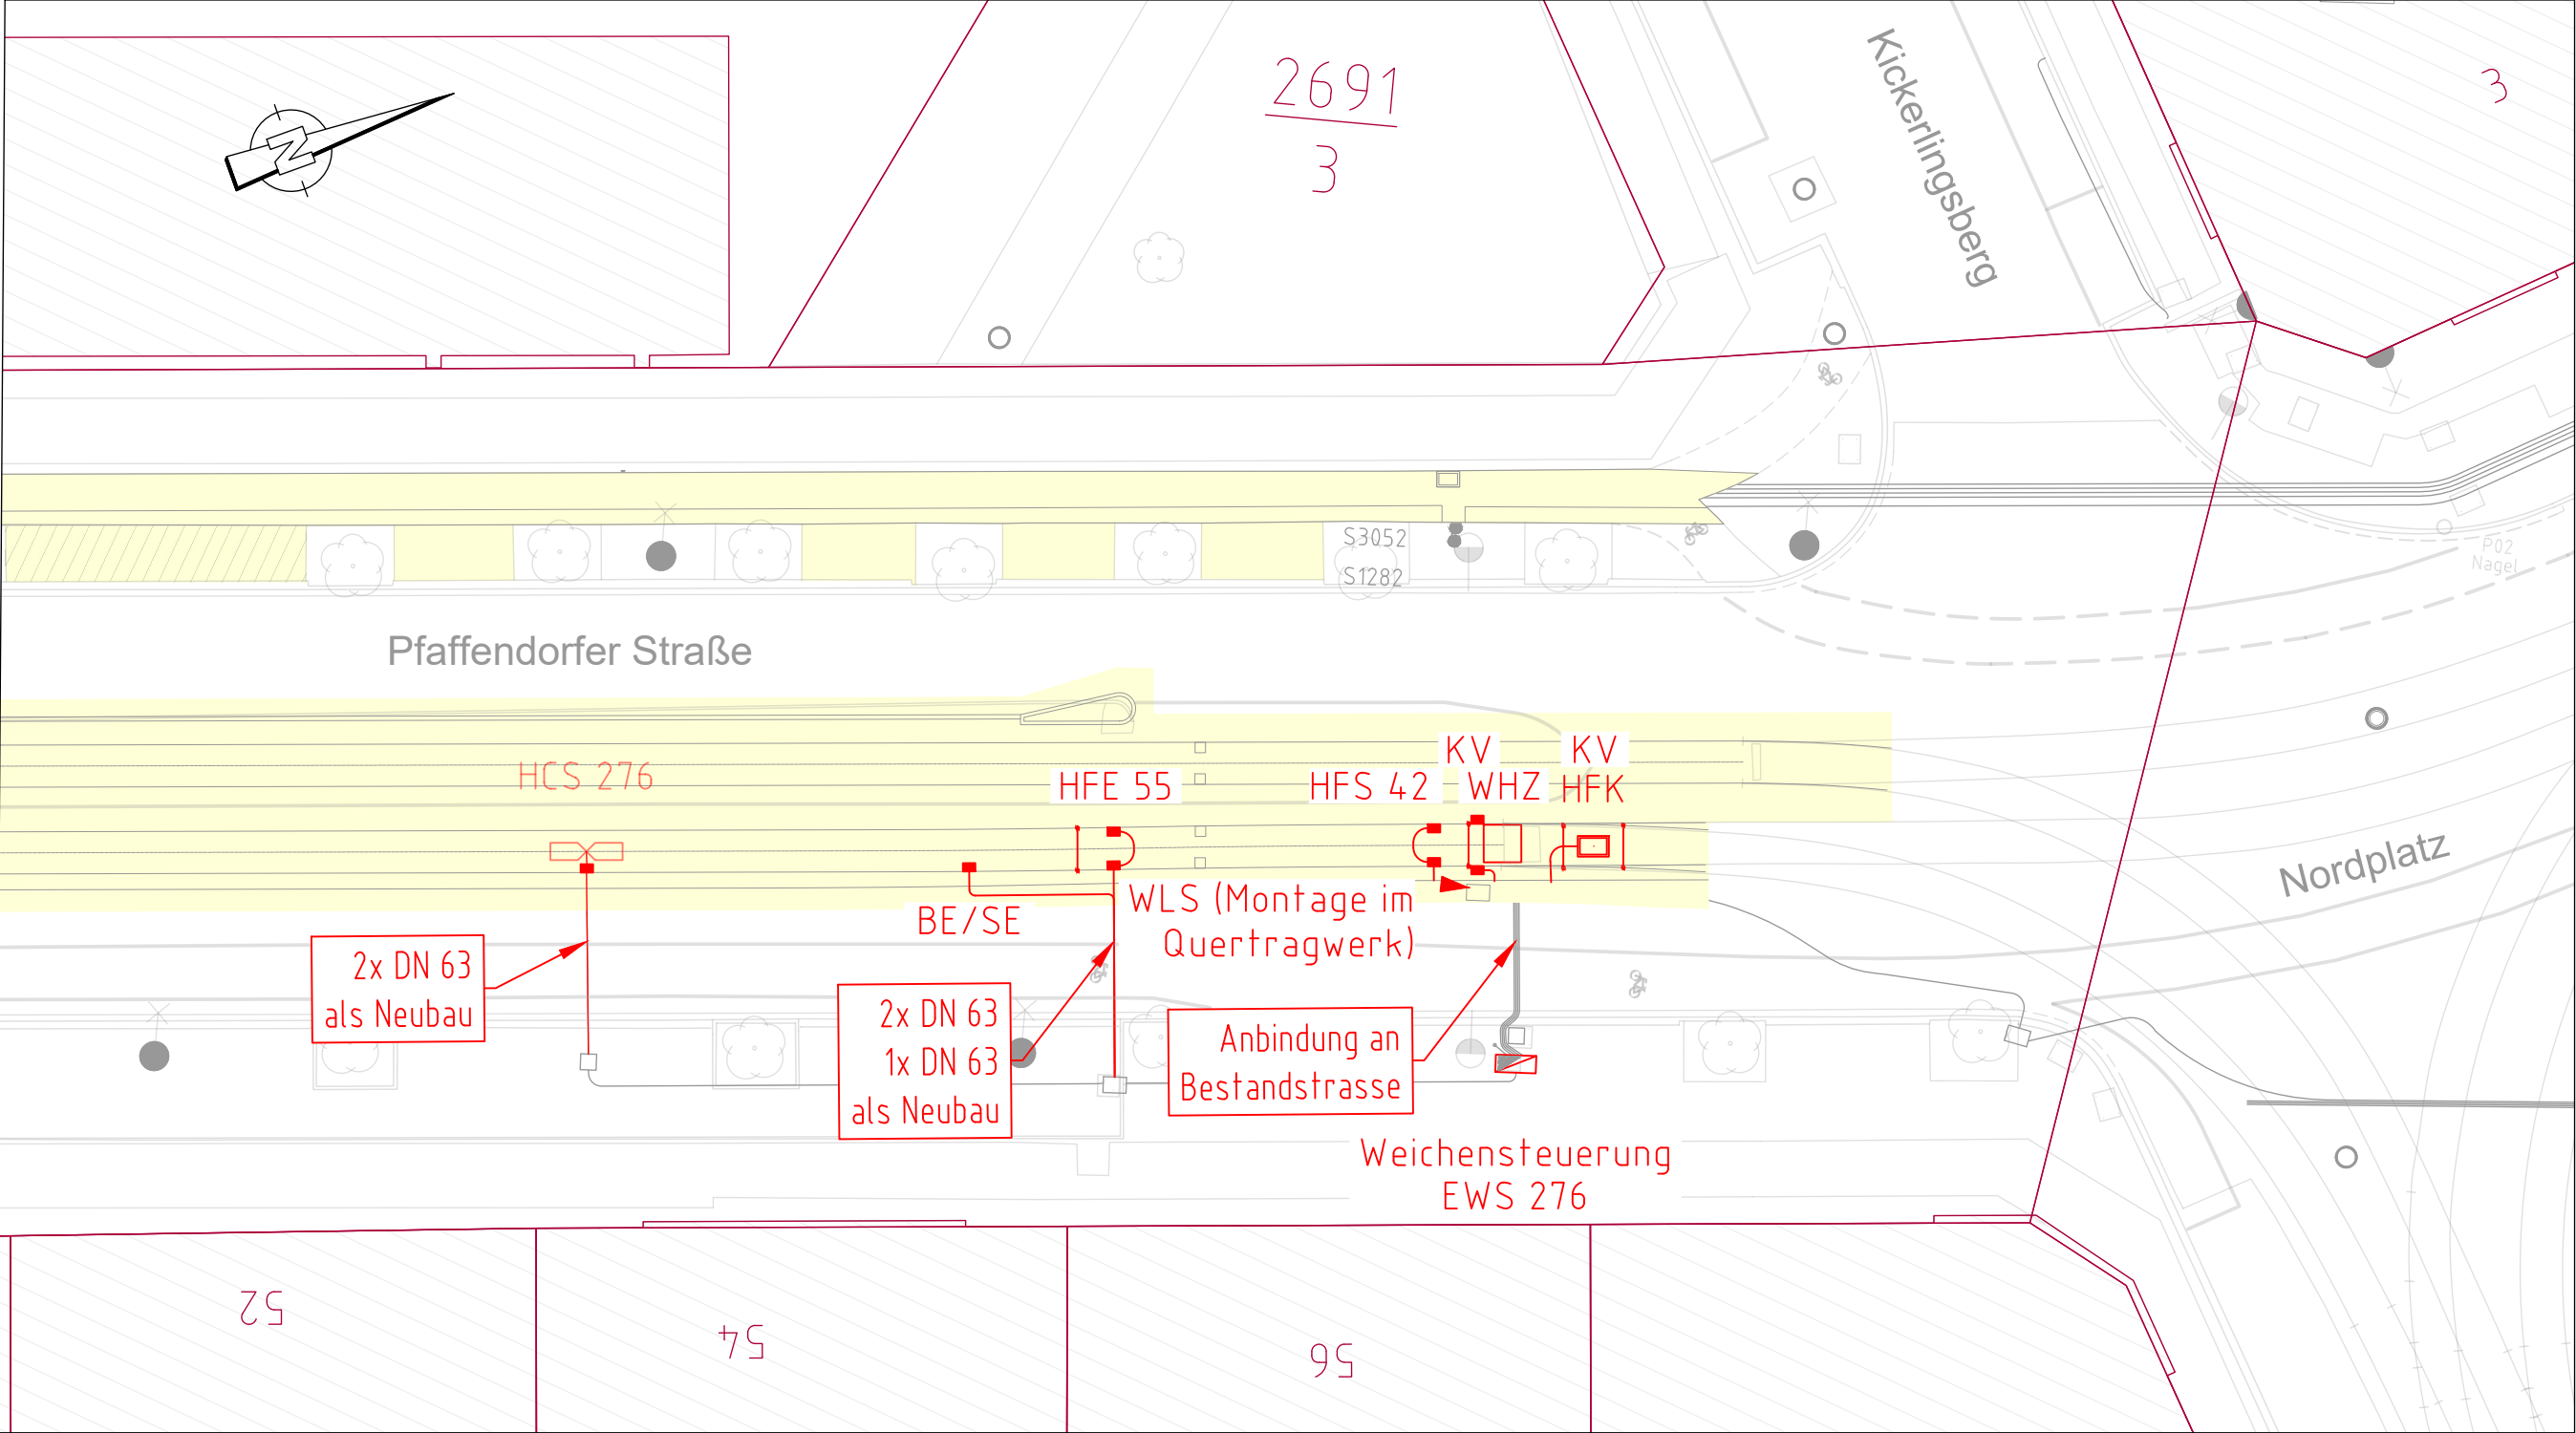 N
2691
3
Kickerlingsberg
3
S3052
S1282
P02
Nagel
Pfaffendorfer Straße
HCS 276
HFE 55
HFS 42
KV
WHZ
KV
HFK
BE/SE
WLS (Montage im
Quertragwerk)
Nordplatz
2x DN 63
als Neubau
2x DN 63
1x DN 63
als Neubau
Anbindung an
Bestandstrasse
Weichensteuerung
EWS 276
52
54
56